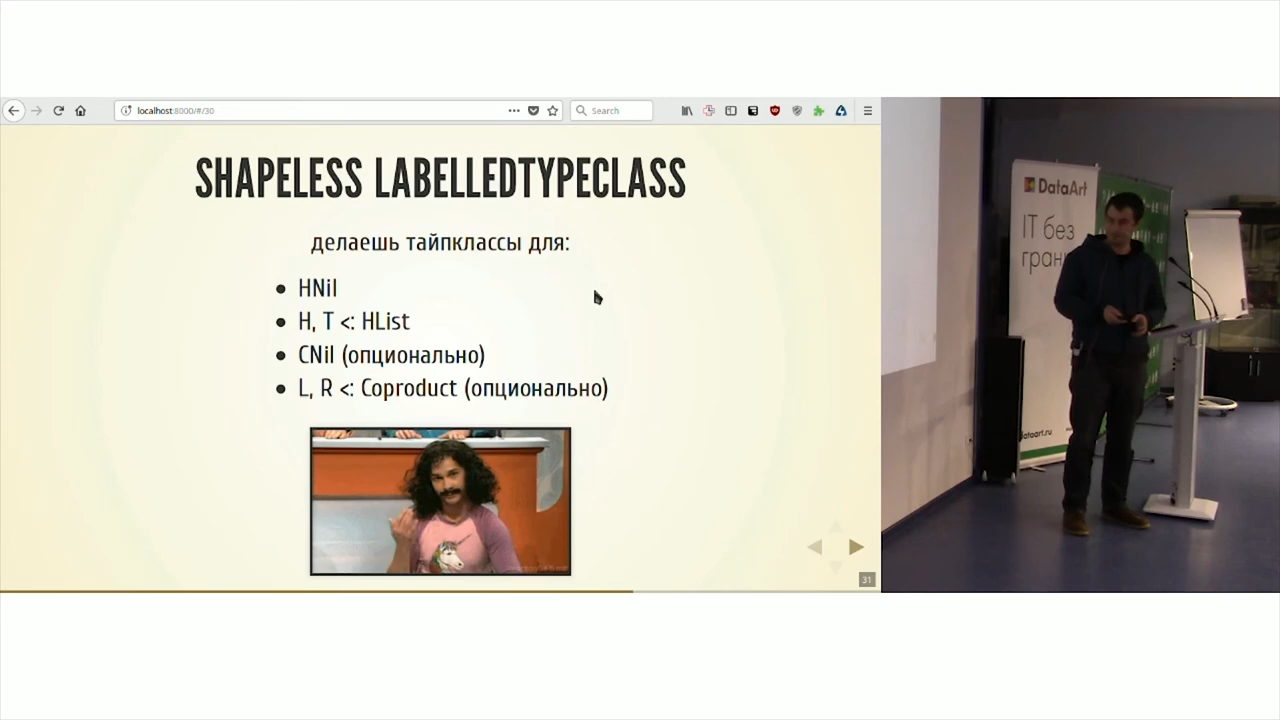 localhost:8000/#/30
Search
SHAPELESS LABELLEDTYPECLASS
делаешь тайпклассы для:
HNil
H, T <: HList
CNil (опционально)
L, R <: Coproduct (опционально)
31
DataArt
IT без
гран
dataart.ru